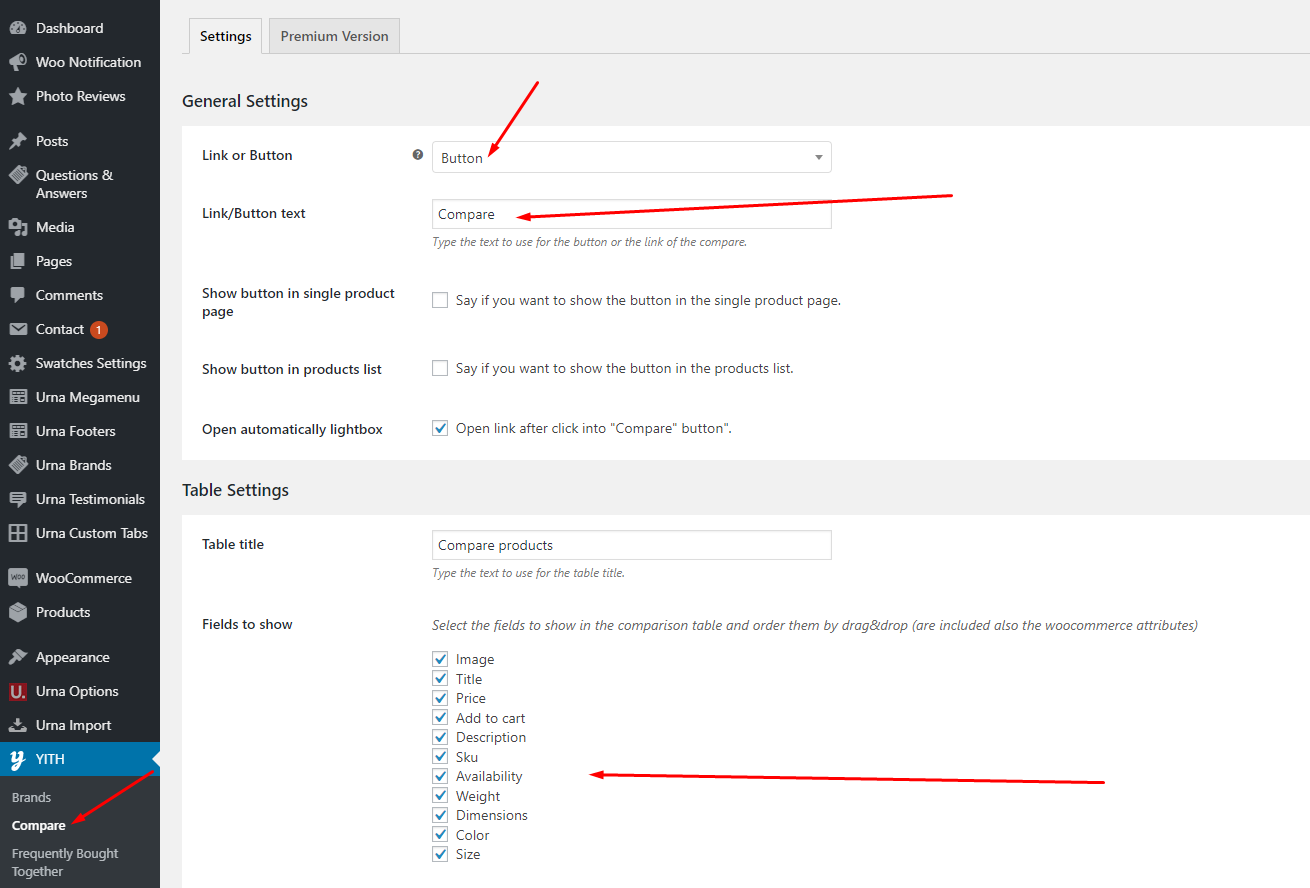 Dashboard
Woo Notification
Photo Reviews
Posts
Questions &
Answers
Media
Pages
Comments
Contact 1
Swatches Settings
Urna Megamenu
Urna Footers
Urna Brands
Urna Testimonials
Urna Custom Tabs
WOO WooCommerce
Products
Appearance
U. Urna Options
Urna Import
y YITH
Brands
Compare
Frequently Bought
Together
Settings Premium Version
General Settings
Link or Button ? Button
Link/Button text Compare
Type the text to use for the button or the link of the compare.
Show button in single product
page
Say if you want to show the button in the single product page.
Show button in products list Say if you want to show the button in the products list.
Open automatically lightbox Open link after click into "Compare" button".
Table Settings
Table title Compare products
Type the text to use for the table title.
Fields to show Select the fields to show in the comparison table and order them by drag&drop (are included also the woocommerce attributes)
Image
Title
Price
Add to cart
Description
Sku
Availability
Weight
Dimensions
Color
Size